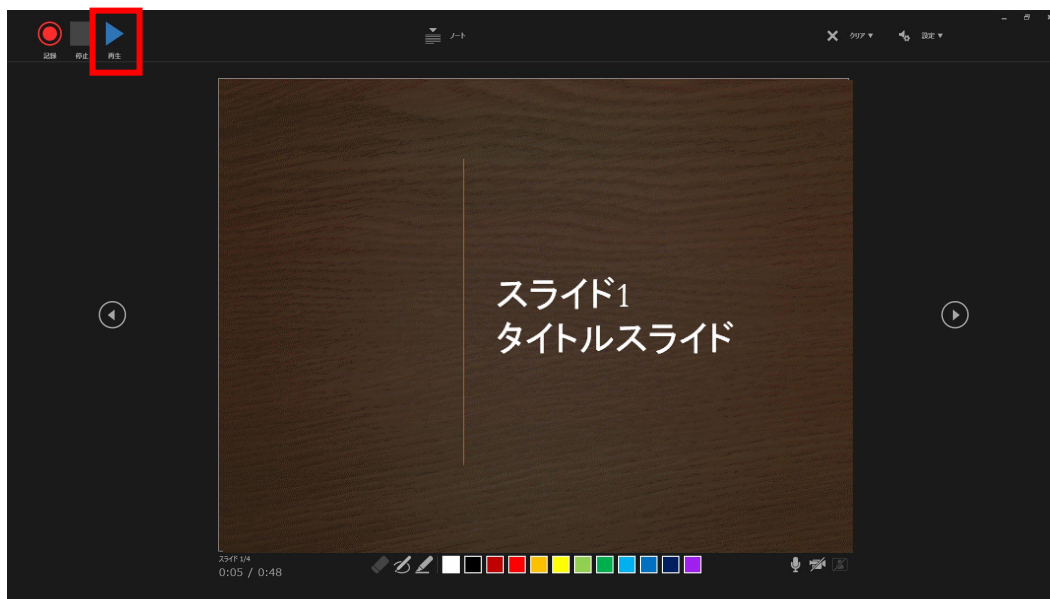 記録 停止 再生
ノート
クリア 設定
スライド1
タイトルスライド
スライド 1/4
0:05 / 0:48